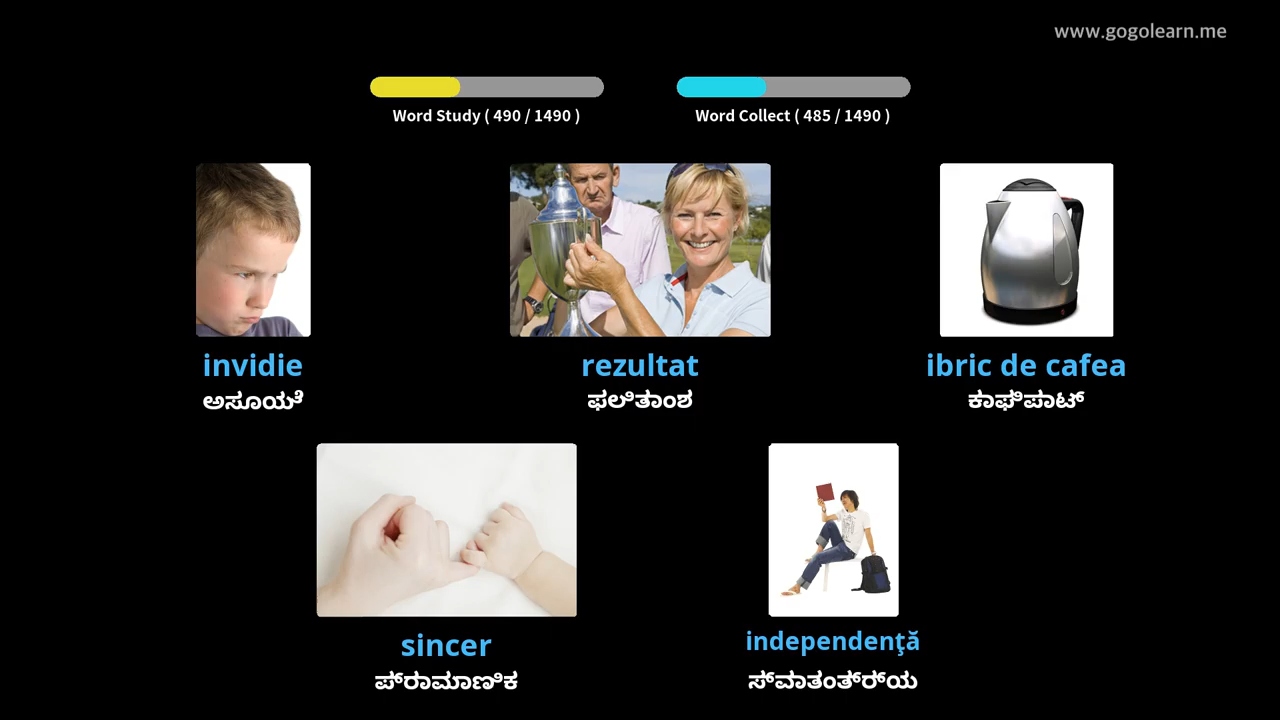 www.gogolearn.me
Word Study ( 490 / 1490 )
Word Collect ( 485 / 1490 )
invidie
ಅಸೂಯೆ
rezultat
ಫಲಿತಾಂಶ
ibric de cafea
ಕಾಫಿಪಾಟ್
sincer
ಪ್ರಾಮಾಣಿಕ
independenţă
ಸ್ವಾತಂತ್ರ್ಯ